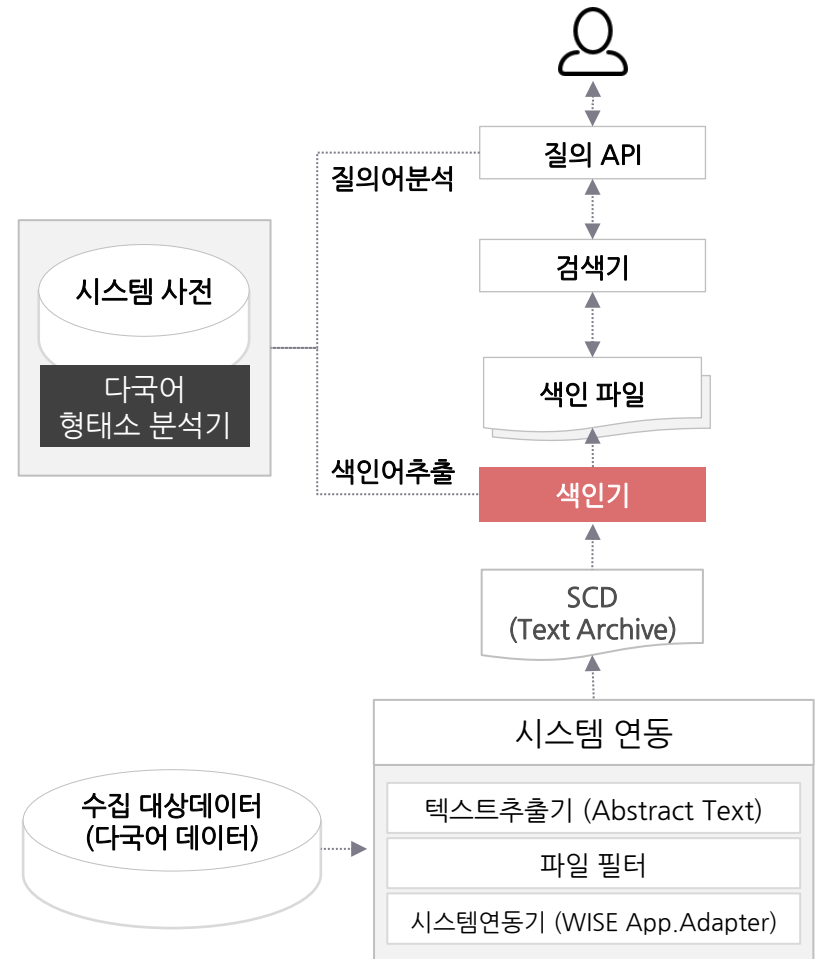 질의 API
질의어분석
검색기
시스템 사전
다국어
형태소 분석기
색인 파일
색인어추출
색인기
SCD
(Text Archive)
시스템 연동
수집 대상데이터
(다국어 데이터)
텍스트추출기 (Abstract Text)
파일 필터
시스템연동기 (WISE App.Adapter)